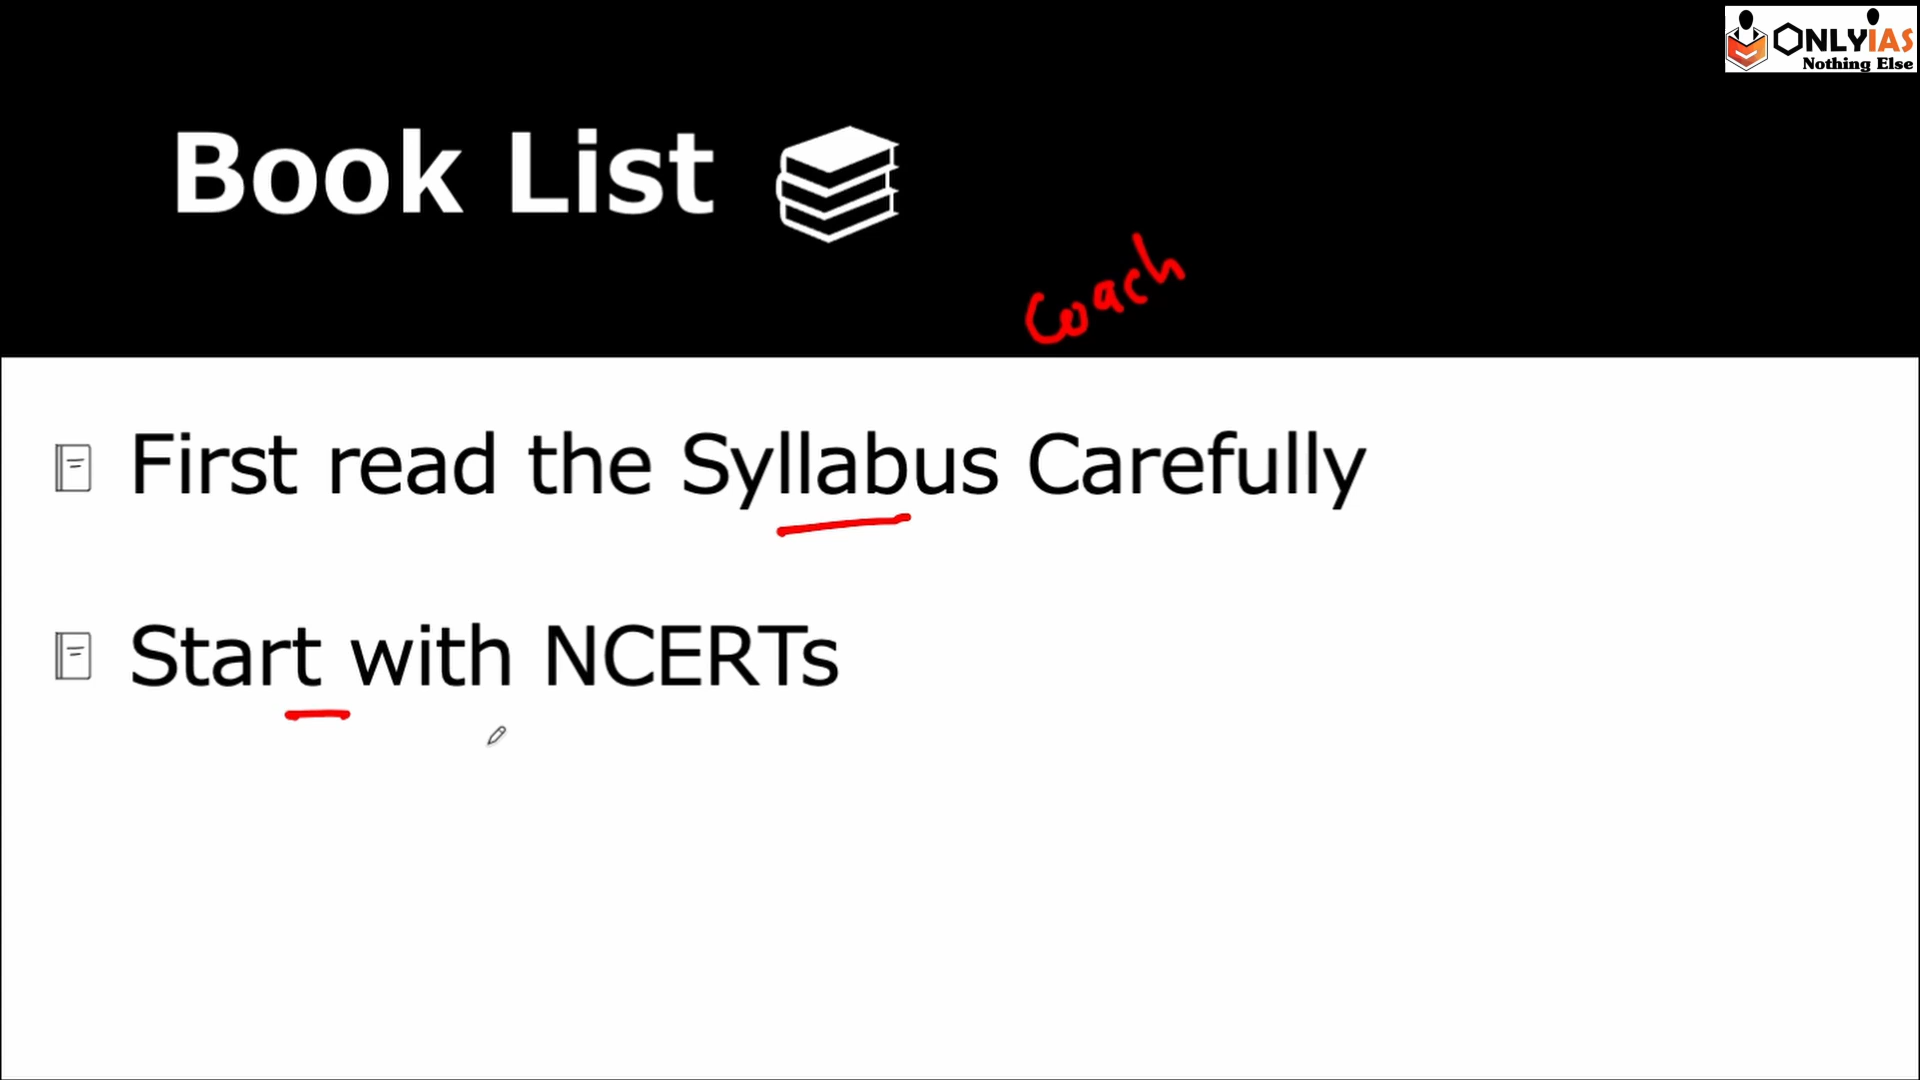 ONLYIAS
Nothing Else
Book List
Coach
First read the Syllabus Carefully
Start with NCERTs